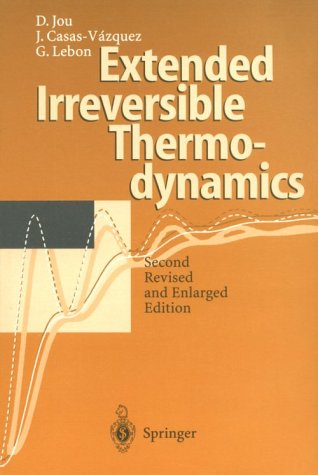 D. Jou
J. Casas-Vázquez
G. Lebon
Extended
Irreversible
Thermo-
dynamics
Second
Revised
and Enlarged
Edition
Springer